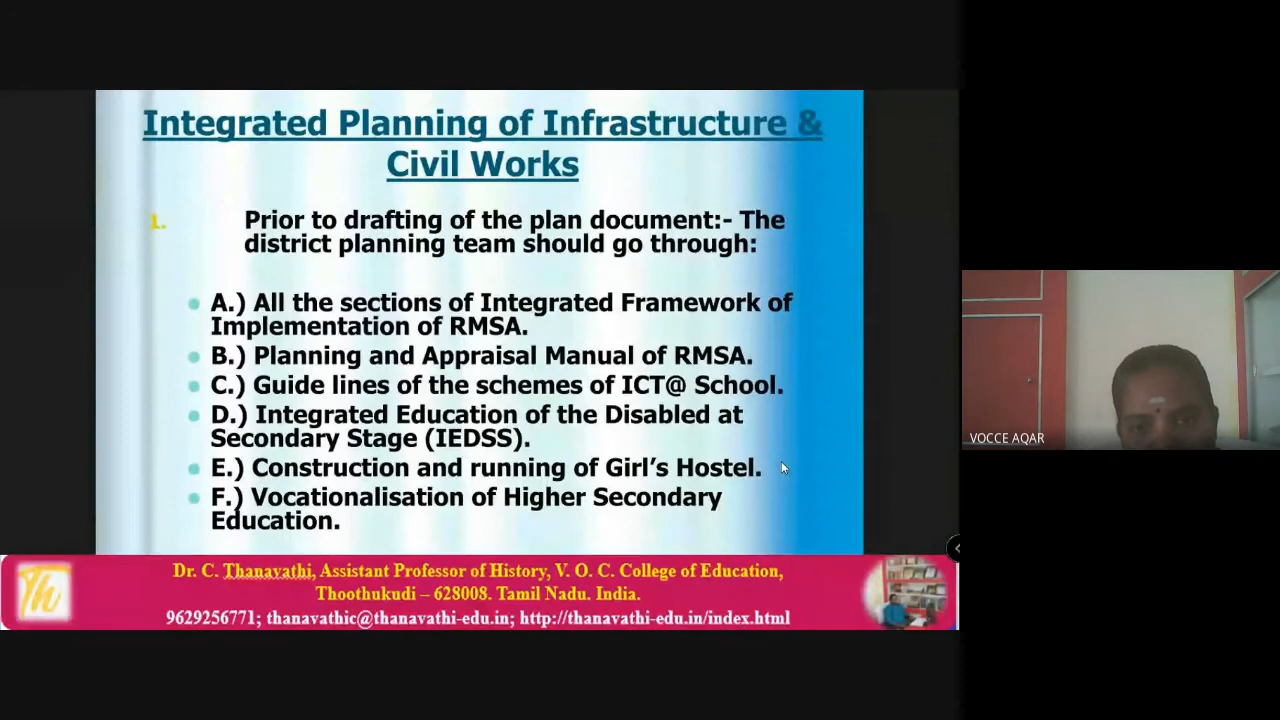 Integrated Planning of Infrastructure &
Civil Works
1. Prior to drafting of the plan document:- The
district planning team should go through:
A.) All the sections of Integrated Framework of
Implementation of RMSA.
B.) Planning and Appraisal Manual of RMSA.
C.) Guide lines of the schemes of ICT@ School.
D.) Integrated Education of the Disabled at
Secondary Stage (IEDSS).
E.) Construction and running of Girl’s Hostel.
F.) Vocationalisation of Higher Secondary
Education.
Th
Dr. C. Thanavathi, Assistant Professor of History, V. O. C. College of Education,
Thoothukudi – 628008. Tamil Nadu. India.
9629256771; thanavathic@thanavathi-edu.in; http://thanavathi-edu.in/index.html
VOCCE AQAR